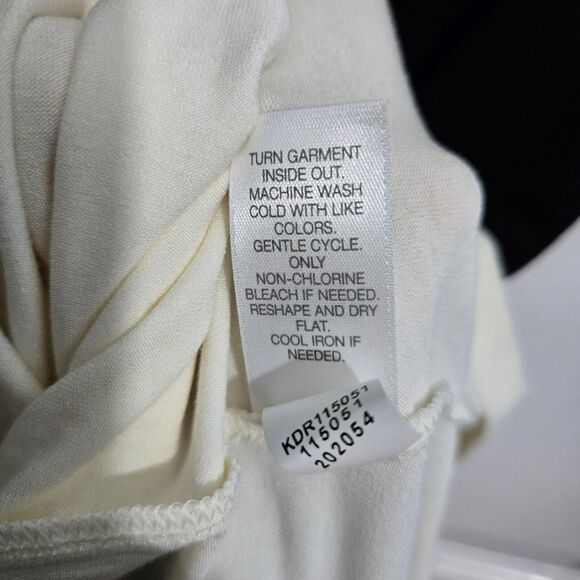 TURN GARMENT
INSIDE OUT.
MACHINE WASH
COLD WITH LIKE
COLORS.
GENTLE CYCLE.
ONLY
NON-CHLORINE
BLEACH IF NEEDED.
RESHAPE AND DRY
FLAT.
COOL IRON IF
NEEDED.
KDR115051
115051
202054